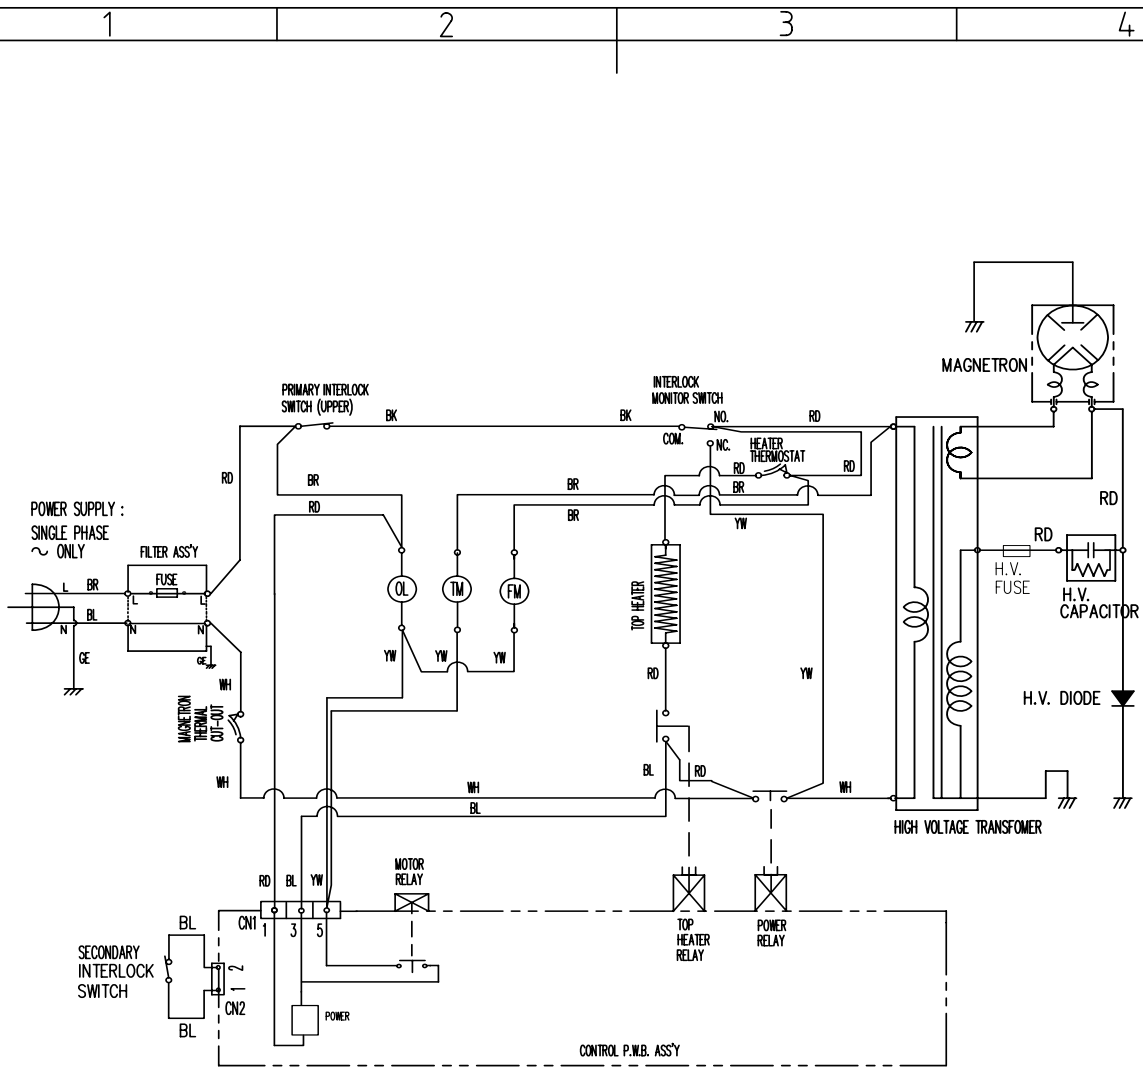 1 2 3 4
MAGNETRON
PRIMARY INTERLOCK
SWITCH (UPPER)
INTERLOCK
MONITOR SWITCH
BK
BK
NO.
RD
COM.
NC.
HEATER
THERMOSTAT
RD
RD
RD
BR
BR
BR
RD
BR
YW
RD
POWER SUPPLY :
SINGLE PHASE
~ ONLY
FILTER ASS'Y
FUSE
L
BR
L
L
BL
N
N
N
GE
GE
OL
TM
FM
TOP HEATER
RD
H.V.
FUSE
H.V.
CAPACITOR
YW
YW
YW
RD
YW
WH
MAGNETRON
THERMAL
CUT-OUT
H.V. DIODE
WH
WH
BL
BL
RD
WH
HIGH VOLTAGE TRANSFOMER
MOTOR
RELAY
RD
BL
YW
CN1
1
3
5
TOP
HEATER
RELAY
POWER
RELAY
BL
SECONDARY
INTERLOCK
SWITCH
2
1
CN2
BL
POWER
CONTROL P.W.B. ASS'Y